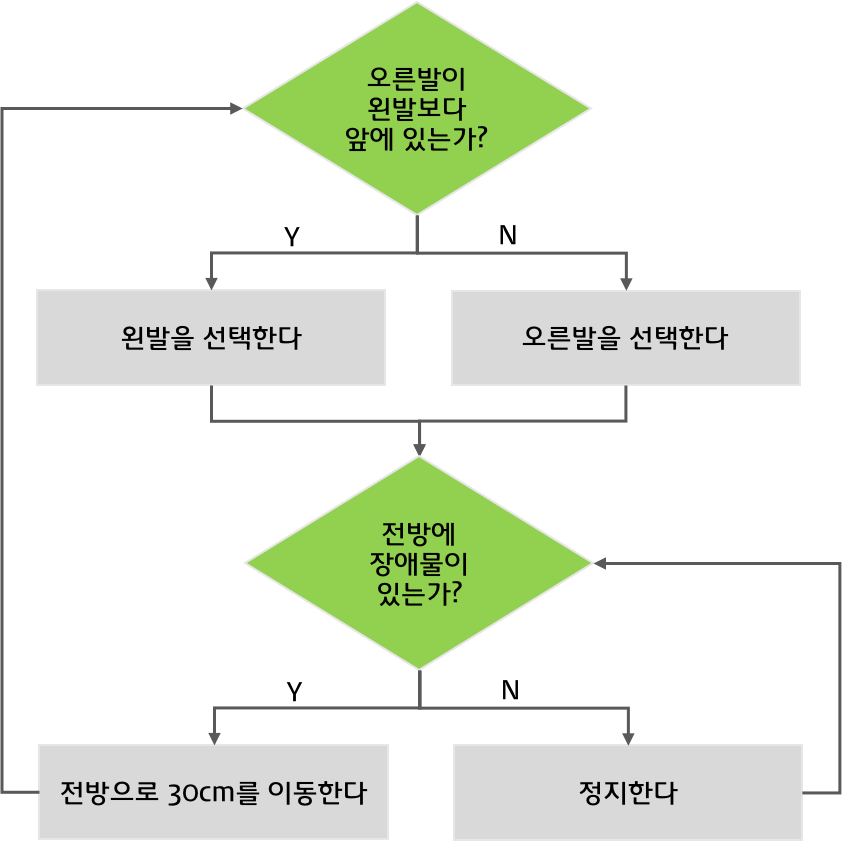 오른발이
왼발보다
앞에 있는가?
Y
N
왼발을 선택한다
오른발을 선택한다
전방에
장애물이
있는가?
Y
N
전방으로 30cm를 이동한다
정지한다